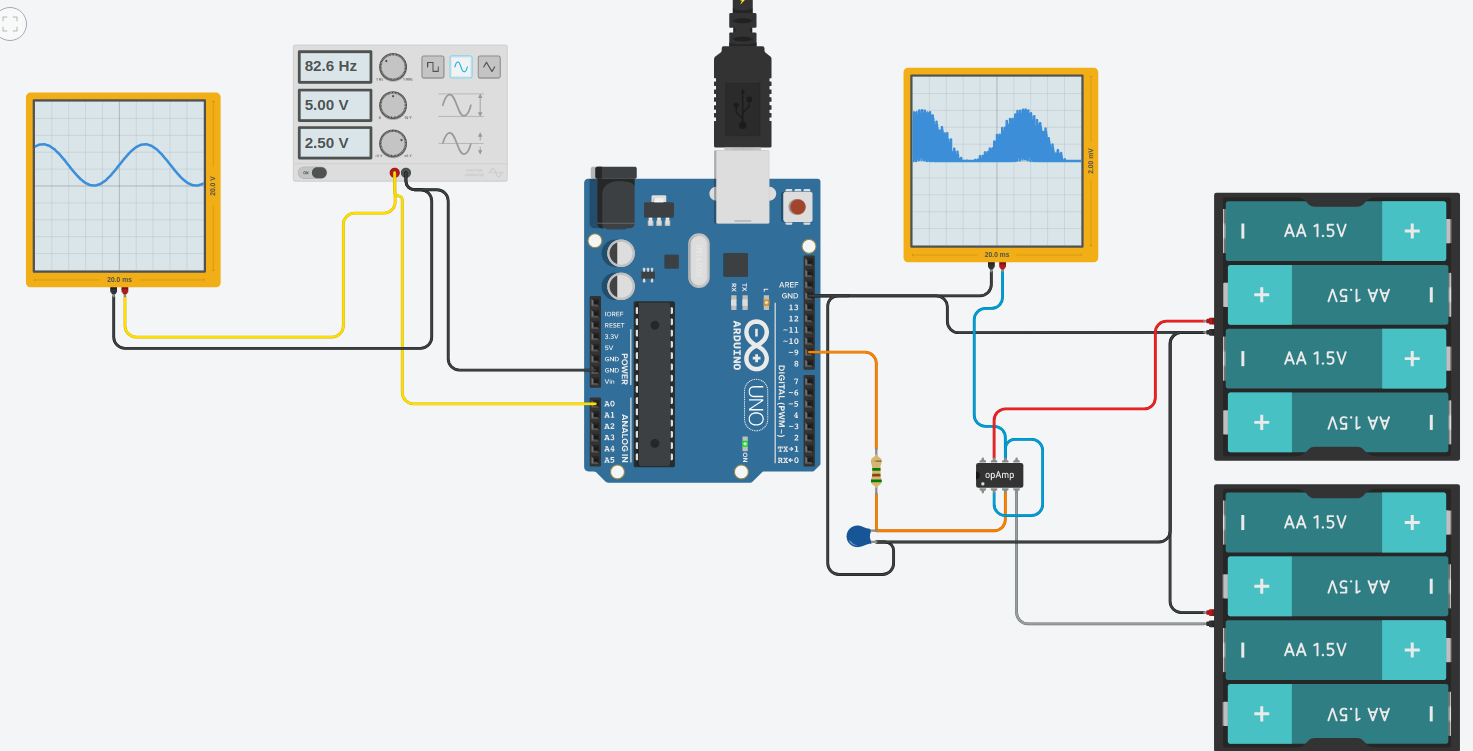 82.6 Hz
5.00 V
2.50 V
ON
20.0 V
20.0 ms
2.00 mV
20.0 ms
AREF
GND
13
12
~11
~10
~9
8
7
~6
~5
4
~3
2
TX→1
RX←0
IOREF
RESET
3.3V
5V
GND
GND
Vin
A0
A1
A2
A3
A4
A5
POWER
ANALOG IN
DIGITAL (PWM ~)
RX
TX
L
ARDUINO
UNO
ON
opAmp
AA 1.5V
AA 1.5V
AA 1.5V
AA 1.5V
AA 1.5V
AA 1.5V
AA 1.5V
AA 1.5V